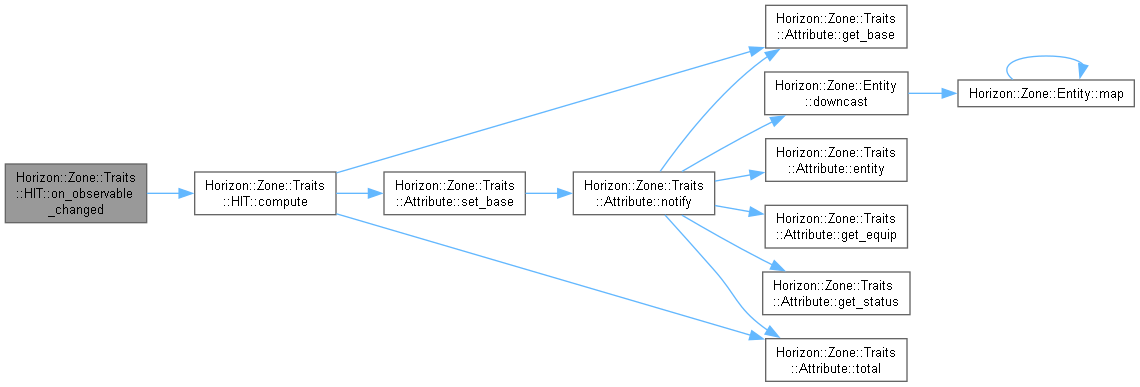 Horizon::Zone::Traits
::HIT::on_observable
_changed
Horizon::Zone::Traits
::HIT::compute
Horizon::Zone::Traits
::Attribute::set_base
Horizon::Zone::Traits
::Attribute::notify
Horizon::Zone::Traits
::Attribute::get_base
Horizon::Zone::Entity
::downcast
Horizon::Zone::Entity::map
Horizon::Zone::Traits
::Attribute::entity
Horizon::Zone::Traits
::Attribute::get_equip
Horizon::Zone::Traits
::Attribute::get_status
Horizon::Zone::Traits
::Attribute::total